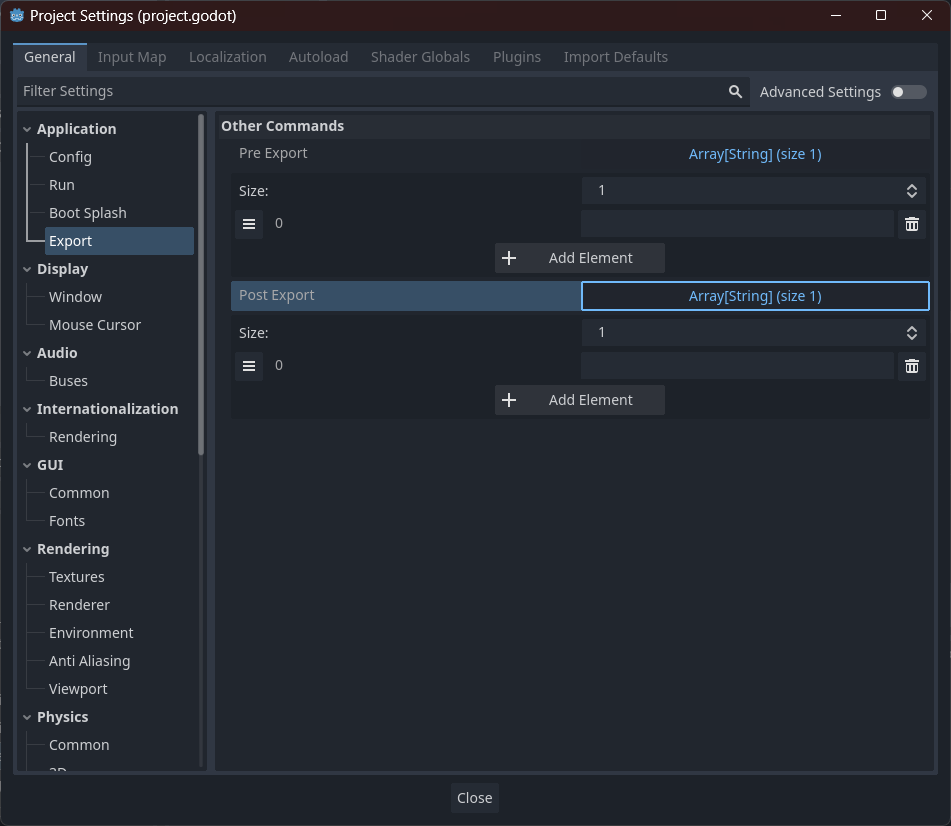 Project Settings (project.godot)
General Input Map Localization Autoload Shader Globals Plugins Import Defaults
Filter Settings Advanced Settings
Application
Config
Run
Boot Splash
Export
Display
Window
Mouse Cursor
Audio
Buses
Internationalization
Rendering
GUI
Common
Fonts
Rendering
Textures
Renderer
Environment
Anti Aliasing
Viewport
Physics
Common
Other Commands
Pre Export Array[String] (size 1)
Size: 1
0
Add Element
Post Export Array[String] (size 1)
Size: 1
0
Add Element
Close